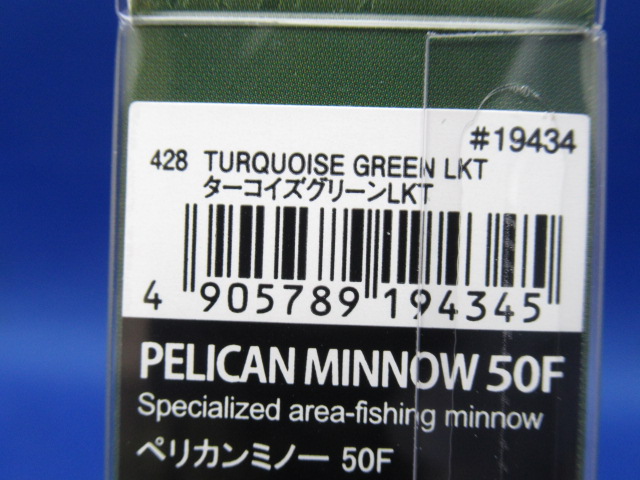 #19434
428 TURQUOISE GREEN LKT
ターコイズグリーンLKT
4 905789 194345
PELICAN MINNOW 50F
Specialized area-fishing minnow
ペリカンミノー 50F